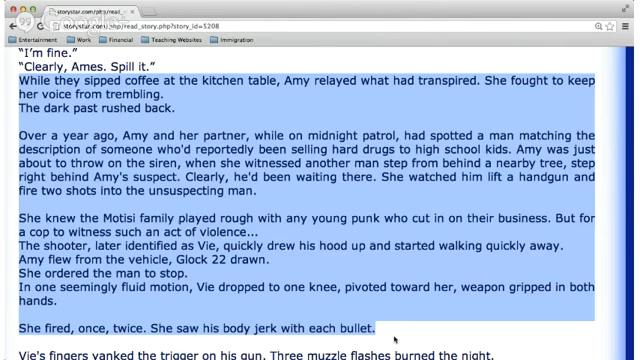 storystar.com/php/read_
Google+
storystar.com/php/read_story.php?story_id=5208
Entertainment Work Financial Teaching Websites Immigration
"I'm fine."
"Clearly, Ames. Spill it."
While they sipped coffee at the kitchen table, Amy relayed what had transpired. She fought to keep
her voice from trembling.
The dark past rushed back.
Over a year ago, Amy and her partner, while on midnight patrol, had spotted a man matching the
description of someone who'd reportedly been selling hard drugs to high school kids. Amy was just
about to throw on the siren, when she witnessed another man step from behind a nearby tree, step
right behind Amy's suspect. Clearly, he'd been waiting there. She watched him lift a handgun and
fire two shots into the unsuspecting man.
She knew the Motisi family played rough with any young punk who cut in on their business. But for
a cop to witness such an act of violence...
The shooter, later identified as Vie, quickly drew his hood up and started walking quickly away.
Amy flew from the vehicle, Glock 22 drawn.
She ordered the man to stop.
In one seemingly fluid motion, Vie dropped to one knee, pivoted toward her, weapon gripped in both
hands.
She fired, once, twice. She saw his body jerk with each bullet.
Vie's fingers yanked the trigger on his gun. Three muzzle flashes burned the night.